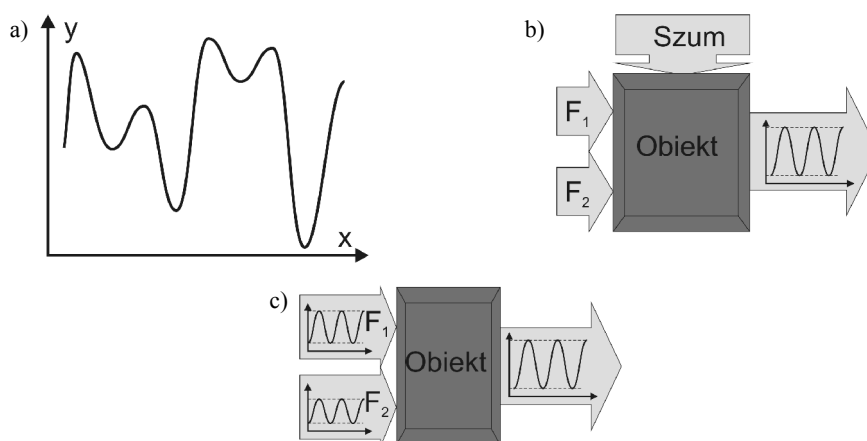 a)
y
x
b)
Szum
F₁
F₂
Obiekt
c)
F₁
F₂
Obiekt